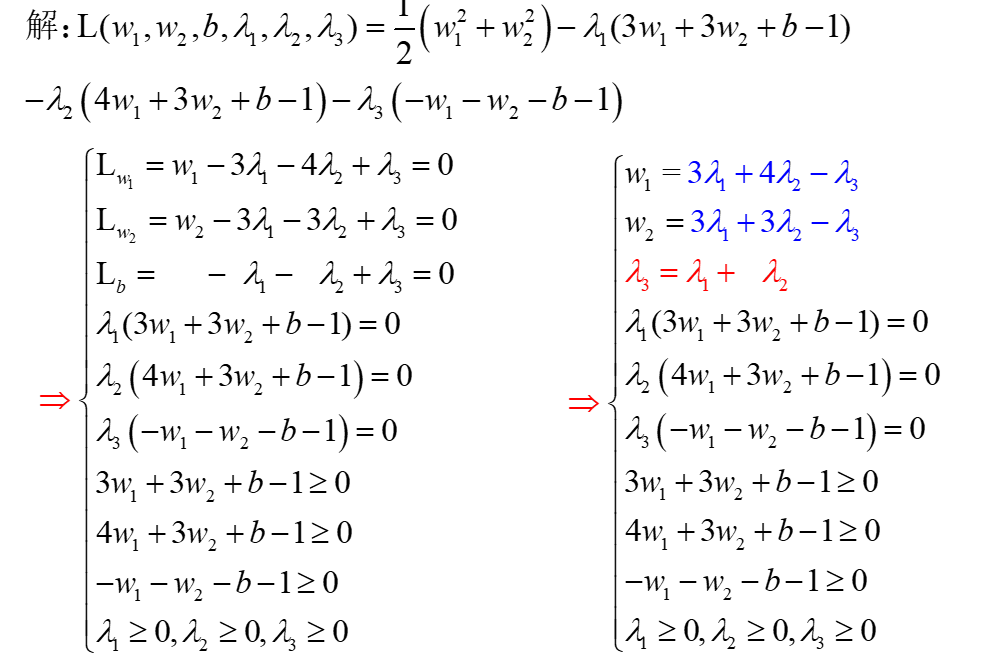 解:L(w₁,w₂,b,λ₁,λ₂,λ₃)=1/2(w₁²+w₂²)−λ₁(3w₁+3w₂+b−1)
−λ₂(4w₁+3w₂+b−1)−λ₃(−w₁−w₂−b−1)
L_{w₁}=w₁−3λ₁−4λ₂+λ₃=0
L_{w₂}=w₂−3λ₁−3λ₂+λ₃=0
L_b= − λ₁− λ₂+λ₃=0
λ₁(3w₁+3w₂+b−1)=0
⇒ λ₂(4w₁+3w₂+b−1)=0
λ₃(−w₁−w₂−b−1)=0
3w₁+3w₂+b−1≥0
4w₁+3w₂+b−1≥0
−w₁−w₂−b−1≥0
λ₁≥0,λ₂≥0,λ₃≥0
w₁=3λ₁+4λ₂−λ₃
w₂=3λ₁+3λ₂−λ₃
λ₃=λ₁+ λ₂
λ₁(3w₁+3w₂+b−1)=0
⇒ λ₂(4w₁+3w₂+b−1)=0
λ₃(−w₁−w₂−b−1)=0
3w₁+3w₂+b−1≥0
4w₁+3w₂+b−1≥0
−w₁−w₂−b−1≥0
λ₁≥0,λ₂≥0,λ₃≥0